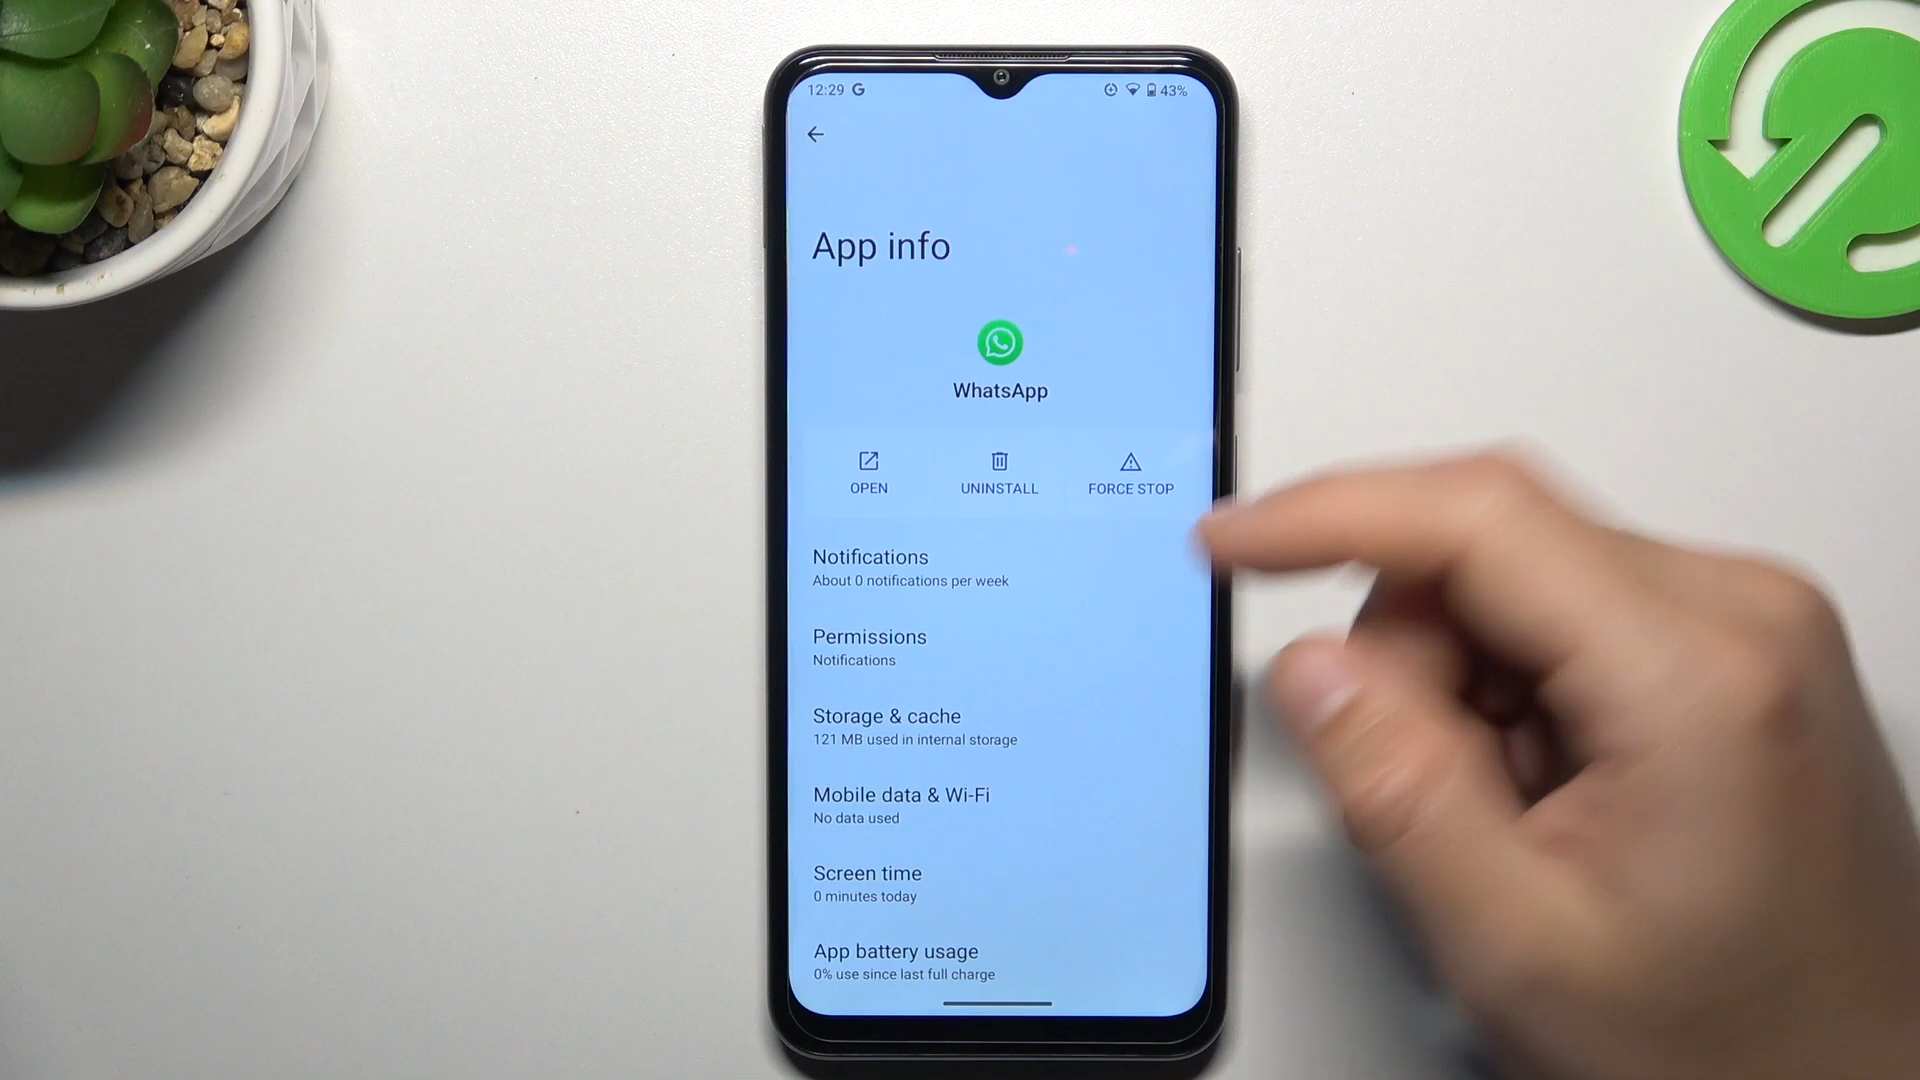 12:29 G 43%
App info
WhatsApp
OPEN UNINSTALL FORCE STOP
Notifications
About 0 notifications per week
Permissions
Notifications
Storage & cache
121 MB used in internal storage
Mobile data & Wi-Fi
No data used
Screen time
0 minutes today
App battery usage
0% use since last full charge